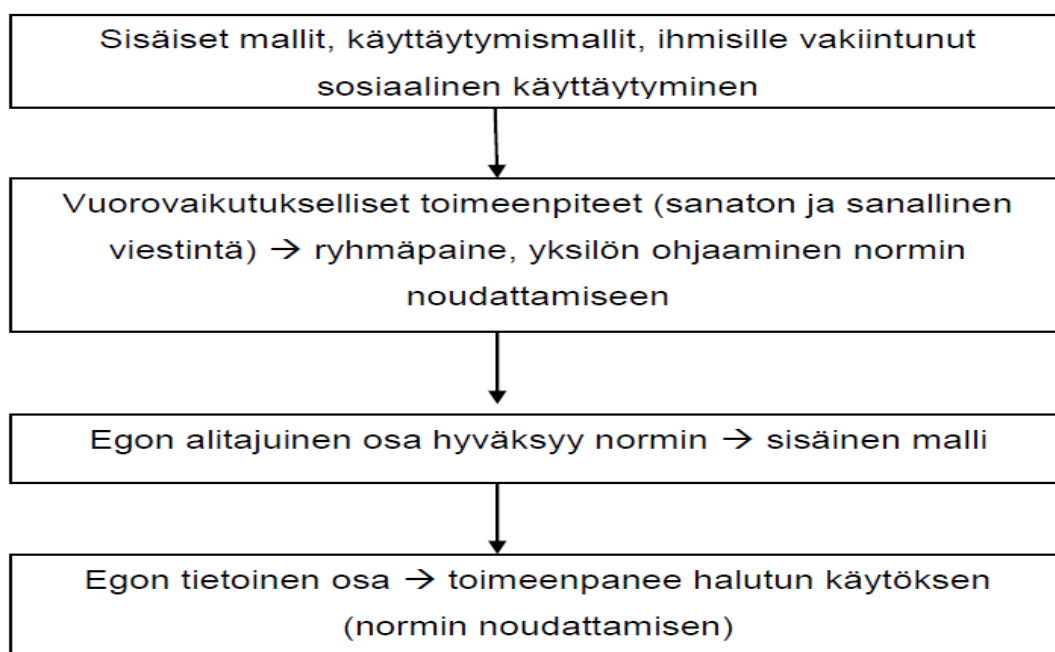 Sisäiset mallit, käyttäytymismallit, ihmisille vakiintunut
sosiaalinen käyttäytyminen
Vuorovaikutukselliset toimeenpiteet (sanaton ja sanallinen
viestintä) → ryhmäpaine, yksilön ohjaaminen normin
noudattamiseen
Egon alitajuinen osa hyväksyy normin → sisäinen malli
Egon tietoinen osa → toimeenpanee halutun käytöksen
(normin noudattamisen)